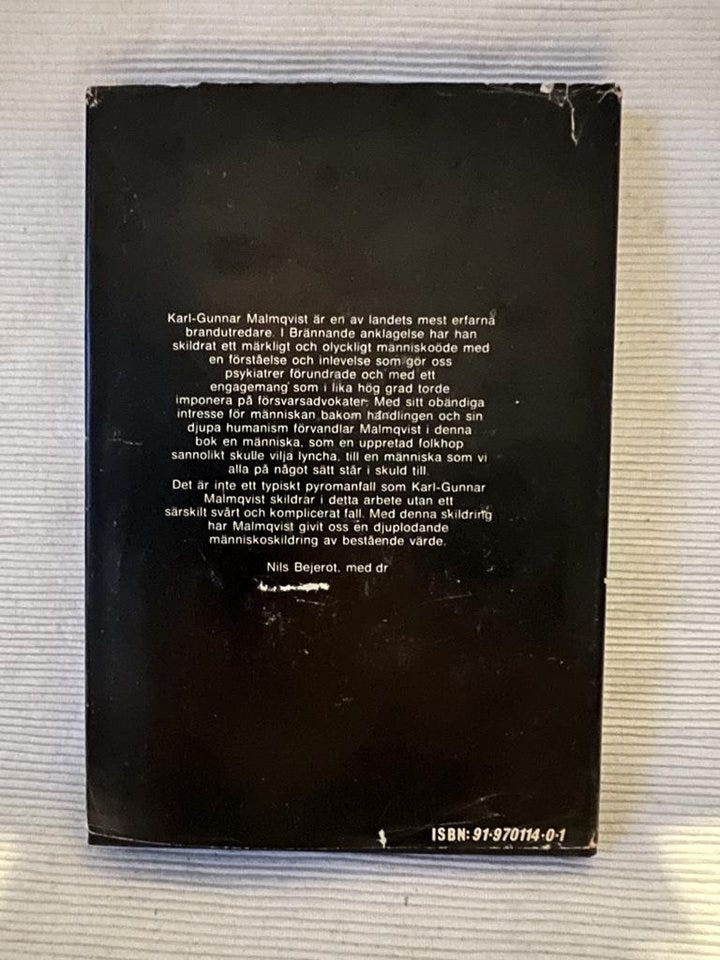 Karl-Gunnar Malmqvist är en av landets mest erfarna
brandutredare. I Brännande anklagelse har han
skildrat ett märkligt och olyckligt människoöde med
en förståelse och inlevelse som gör oss
psykiatrer förundrade och med ett
engagemang som i lika hög grad torde
imponera på försvarsadvokater. Med sitt obändiga
intresse för människan bakom handlingen och sin
djupa humanism förvandlar Malmqvist i denna
bok en människa, som en uppretad folkhop
sannolikt skulle vilja lyncha, till en människa som vi
alla på något sätt står i skuld till.
Det är inte ett typiskt pyromanfall som Karl-Gunnar
Malmqvist skildrar i detta arbete utan ett
särskilt svårt och komplicerat fall. Med denna skildring
har Malmqvist givit oss en djuplodande
människoskildring av bestående värde.
Nils Bejerot, med dr
ISBN: 91-970114-0-1